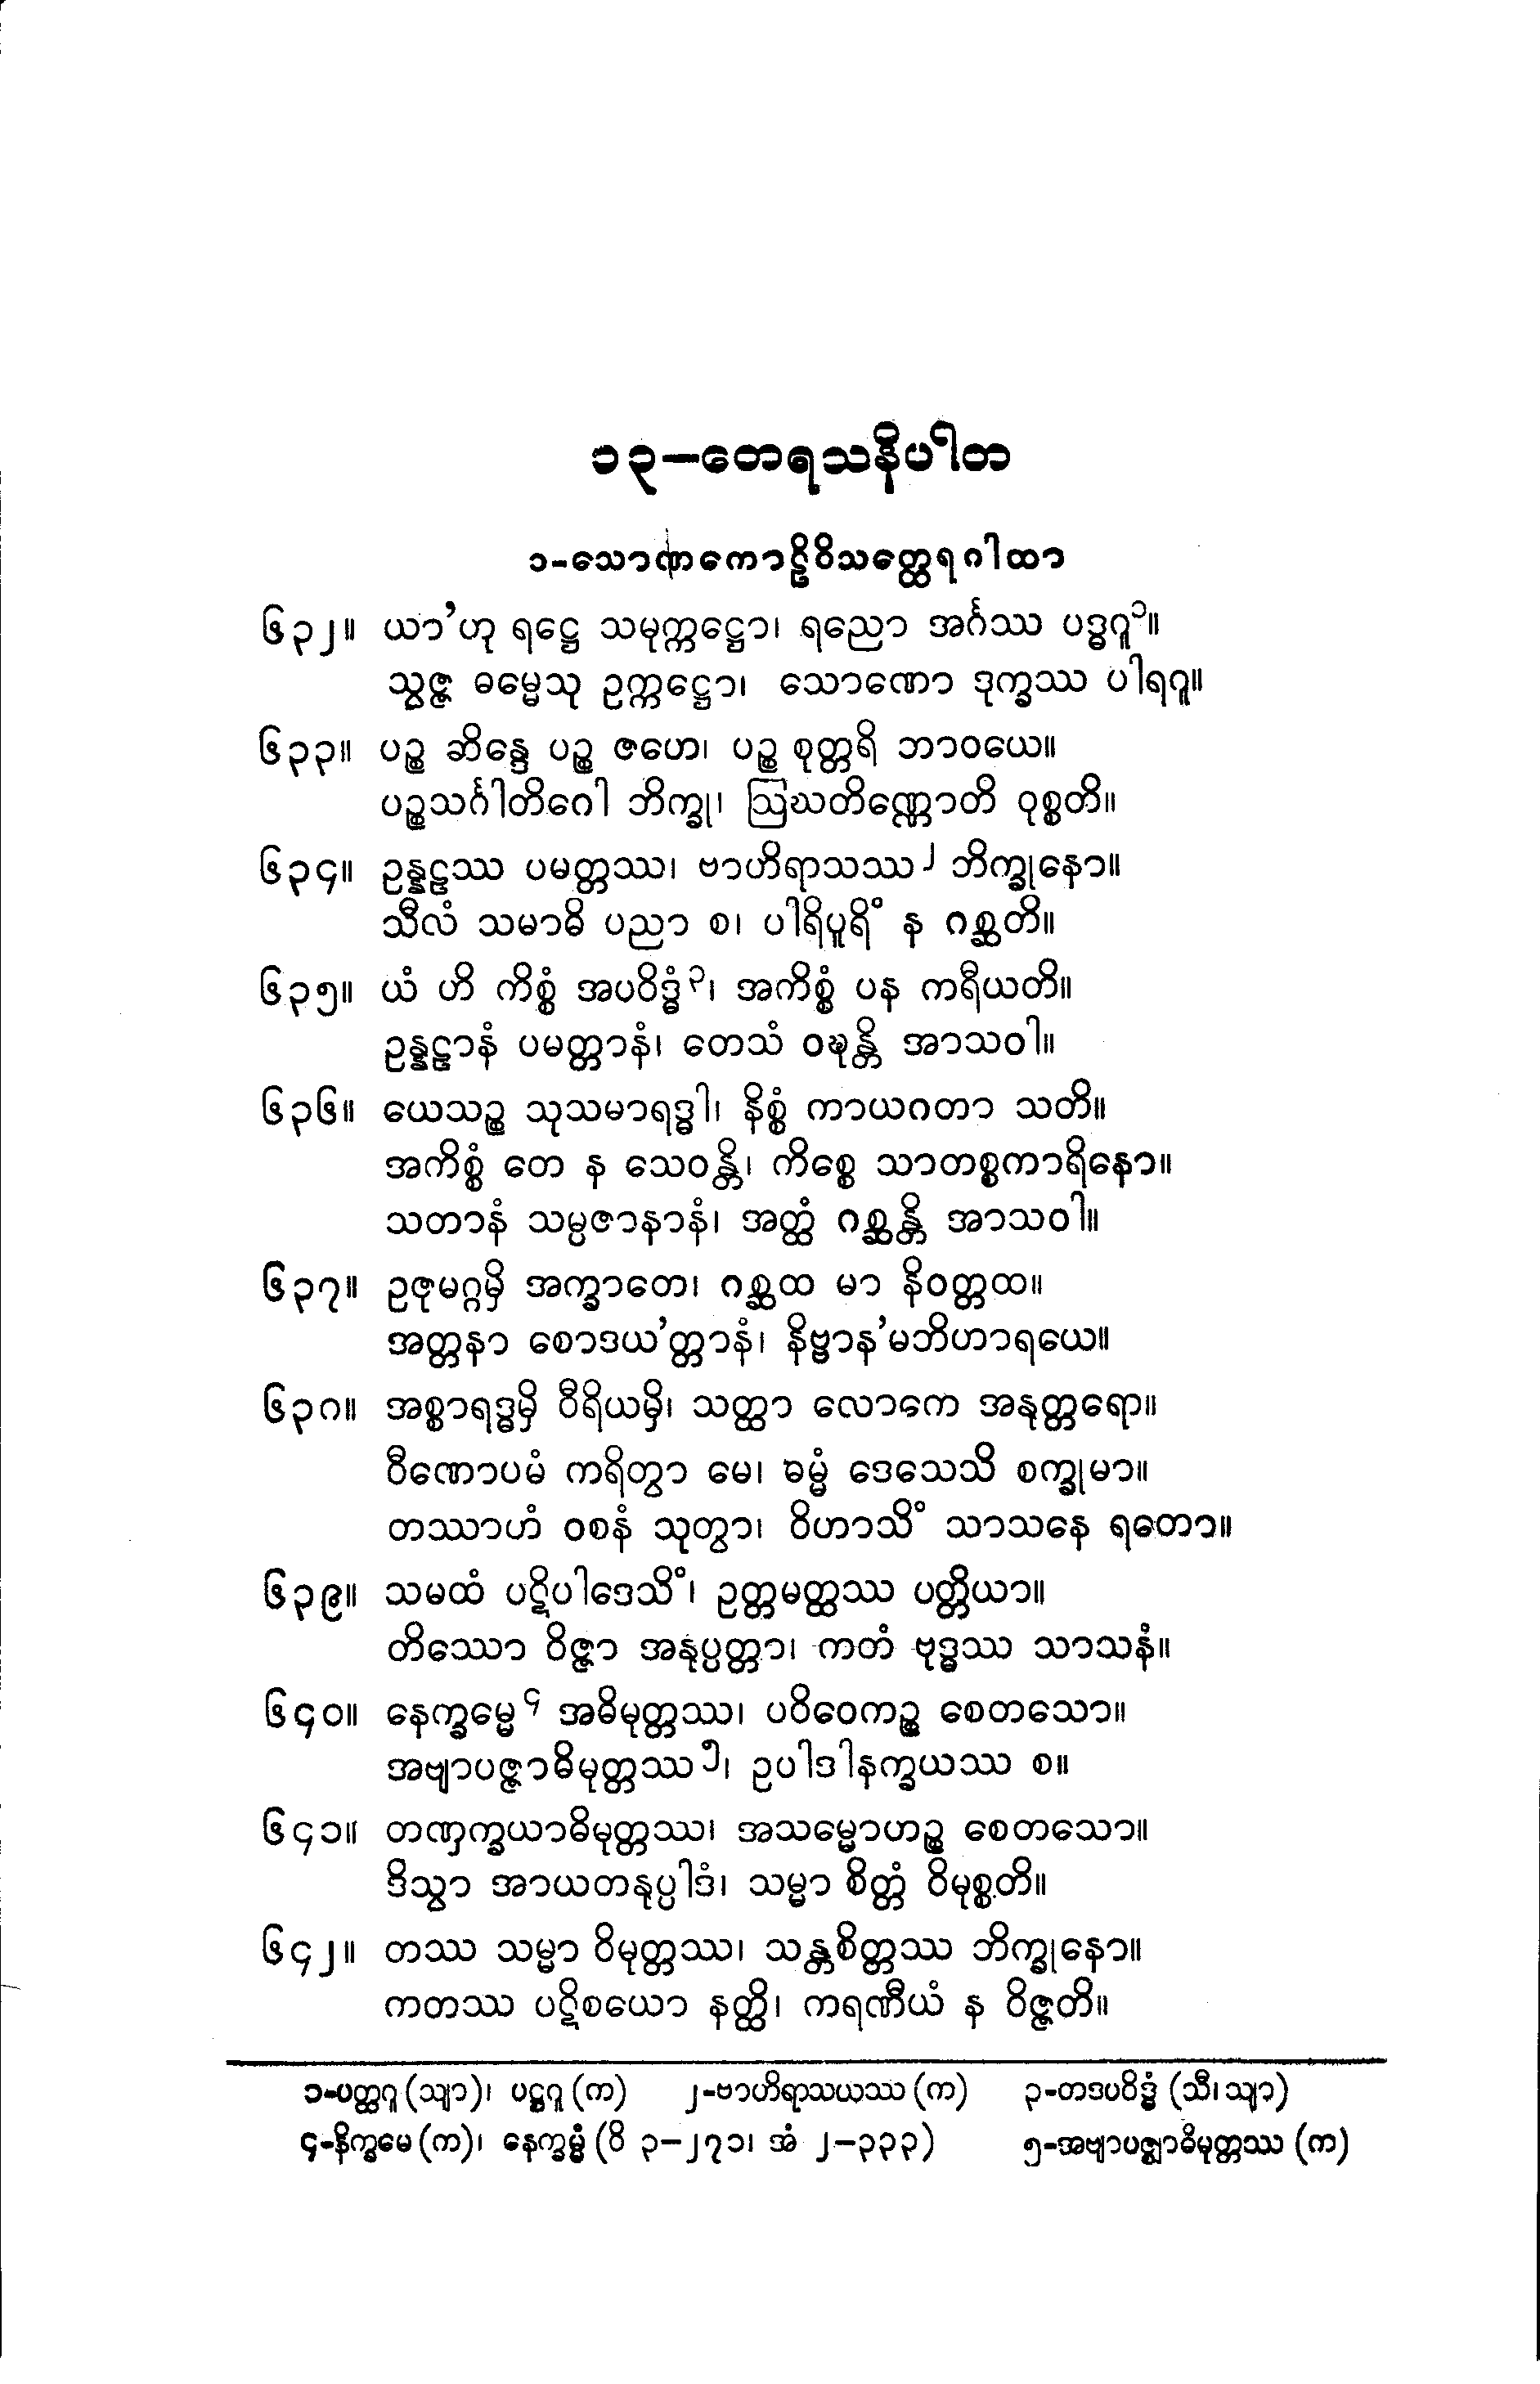 ၁၃—တေရသနိပါတ
၁-သောဏကောဠိဝိသတ္ထေရဂါထာ
၆၃၂။ ယာ’ဟု ရဋ္ဌေ သမုက္ကဋ္ဌော၊ ရညော အင်္ဂဿ ပဒ္ဓဂူ၁။
သွဇ္ဇ ဓမ္မေသု ဥက္ကဋ္ဌော၊ သောဏော ဒုက္ခဿ ပါရဂူ။
၆၃၃။ ပဉ္စ ဆိန္ဒေ ပဉ္စ ဇဟေ၊ ပဉ္စ စုတ္တရိ ဘာဝယေ။
ပဉ္စသင်္ဂါတိဂေါ ဘိက္ခု၊ ဩဃတိဏ္ဏောတိ ဝုစ္စတိ။
၆၃၄။ ဥန္နဠဿ ပမတ္တဿ၊ ဗာဟိရာသဿ၂ ဘိက္ခုနော။
သီလံ သမာဓိ ပညာ စ၊ ပါရိပူရိံ န ဂစ္ဆတိ။
၆၃၅။ ယံ ဟိ ကိစ္စံ အပဝိဒ္ဓံ၃၊ အကိစ္စံ ပန ကရီယတိ။
ဥန္နဠာနံ ပမတ္တာနံ၊ တေသံ ဝဍ္ဎန္တိ အာသဝါ။
၆၃၆။ ယေသဉ္စ သုသမာရဒ္ဓါ၊ နိစ္စံ ကာယဂတာ သတိ။
အကိစ္စံ တေ န သေဝန္တိ၊ ကိစ္စေ သာတစ္စကာရိနော။
သတာနံ သမ္ပဇာနာနံ၊ အတ္ထံ ဂစ္ဆန္တိ အာသဝါ။
၆၃၇။ ဥဇုမဂ္ဂမှိ အက္ခာတေ၊ ဂစ္ဆထ မာ နိဝတ္တထ။
အတ္တနာ စောဒယ’တ္တာနံ၊ နိဗ္ဗာန’မဘိဟာရယေ။
၆၃၈။ အစ္စာရဒ္ဓမှိ ဝီရိယမှိ၊ သတ္ထာ လောကေ အနုတ္တရော။
ဝီဏောပမံ ကရိတွာ မေ၊ ဓမ္မံ ဒေသေသိ စက္ခုမာ။
တဿာဟံ ဝစနံ သုတွာ၊ ဝိဟာသိံ သာသနေ ရတော။
၆၃၉။ သမထံ ပဋိပါဒေသိံ၊ ဥတ္တမတ္ထဿ ပတ္တိယာ။
တိဿော ဝိဇ္ဇာ အနုပ္ပတ္တာ၊ ကတံ ဗုဒ္ဓဿ သာသနံ။
၆၄၀။ နေက္ခမ္မေ၄ အဓိမုတ္တဿ၊ ပဝိဝေကဉ္စ စေတသော။
အဗျာပဇ္ဇာဓိမုတ္တဿ၅၊ ဥပါဒါနက္ခယဿ စ။
၆၄၁။ တဏှက္ခယာဓိမုတ္တဿ၊ အသမ္မောဟဉ္စ စေတသော။
ဒိသွာ အာယတနုပ္ပါဒံ၊ သမ္မာ စိတ္တံ ဝိမုစ္စတိ။
၆၄၂။ တဿ သမ္မာ ဝိမုတ္တဿ၊ သန္တစိတ္တဿ ဘိက္ခုနော။
ကတဿ ပဋိစယော နတ္ထိ၊ ကရဏီယံ န ဝိဇ္ဇတိ။
၁-ပတ္ထဂူ (သျာ)၊ ပဋ္ဌဂူ (က) ၂-ဗာဟိရာသယဿ (က) ၃-တဒပဝိဒ္ဓံ (သီ၊ သျာ)
၄-နိက္ခမေ (က)၊ နေက္ခမ္မံ (ဝိ ၃—၂၇၁၊ အံ ၂—၃၃၃) ၅-အဗျာပဇ္ဈာဓိမုတ္တဿ (က)